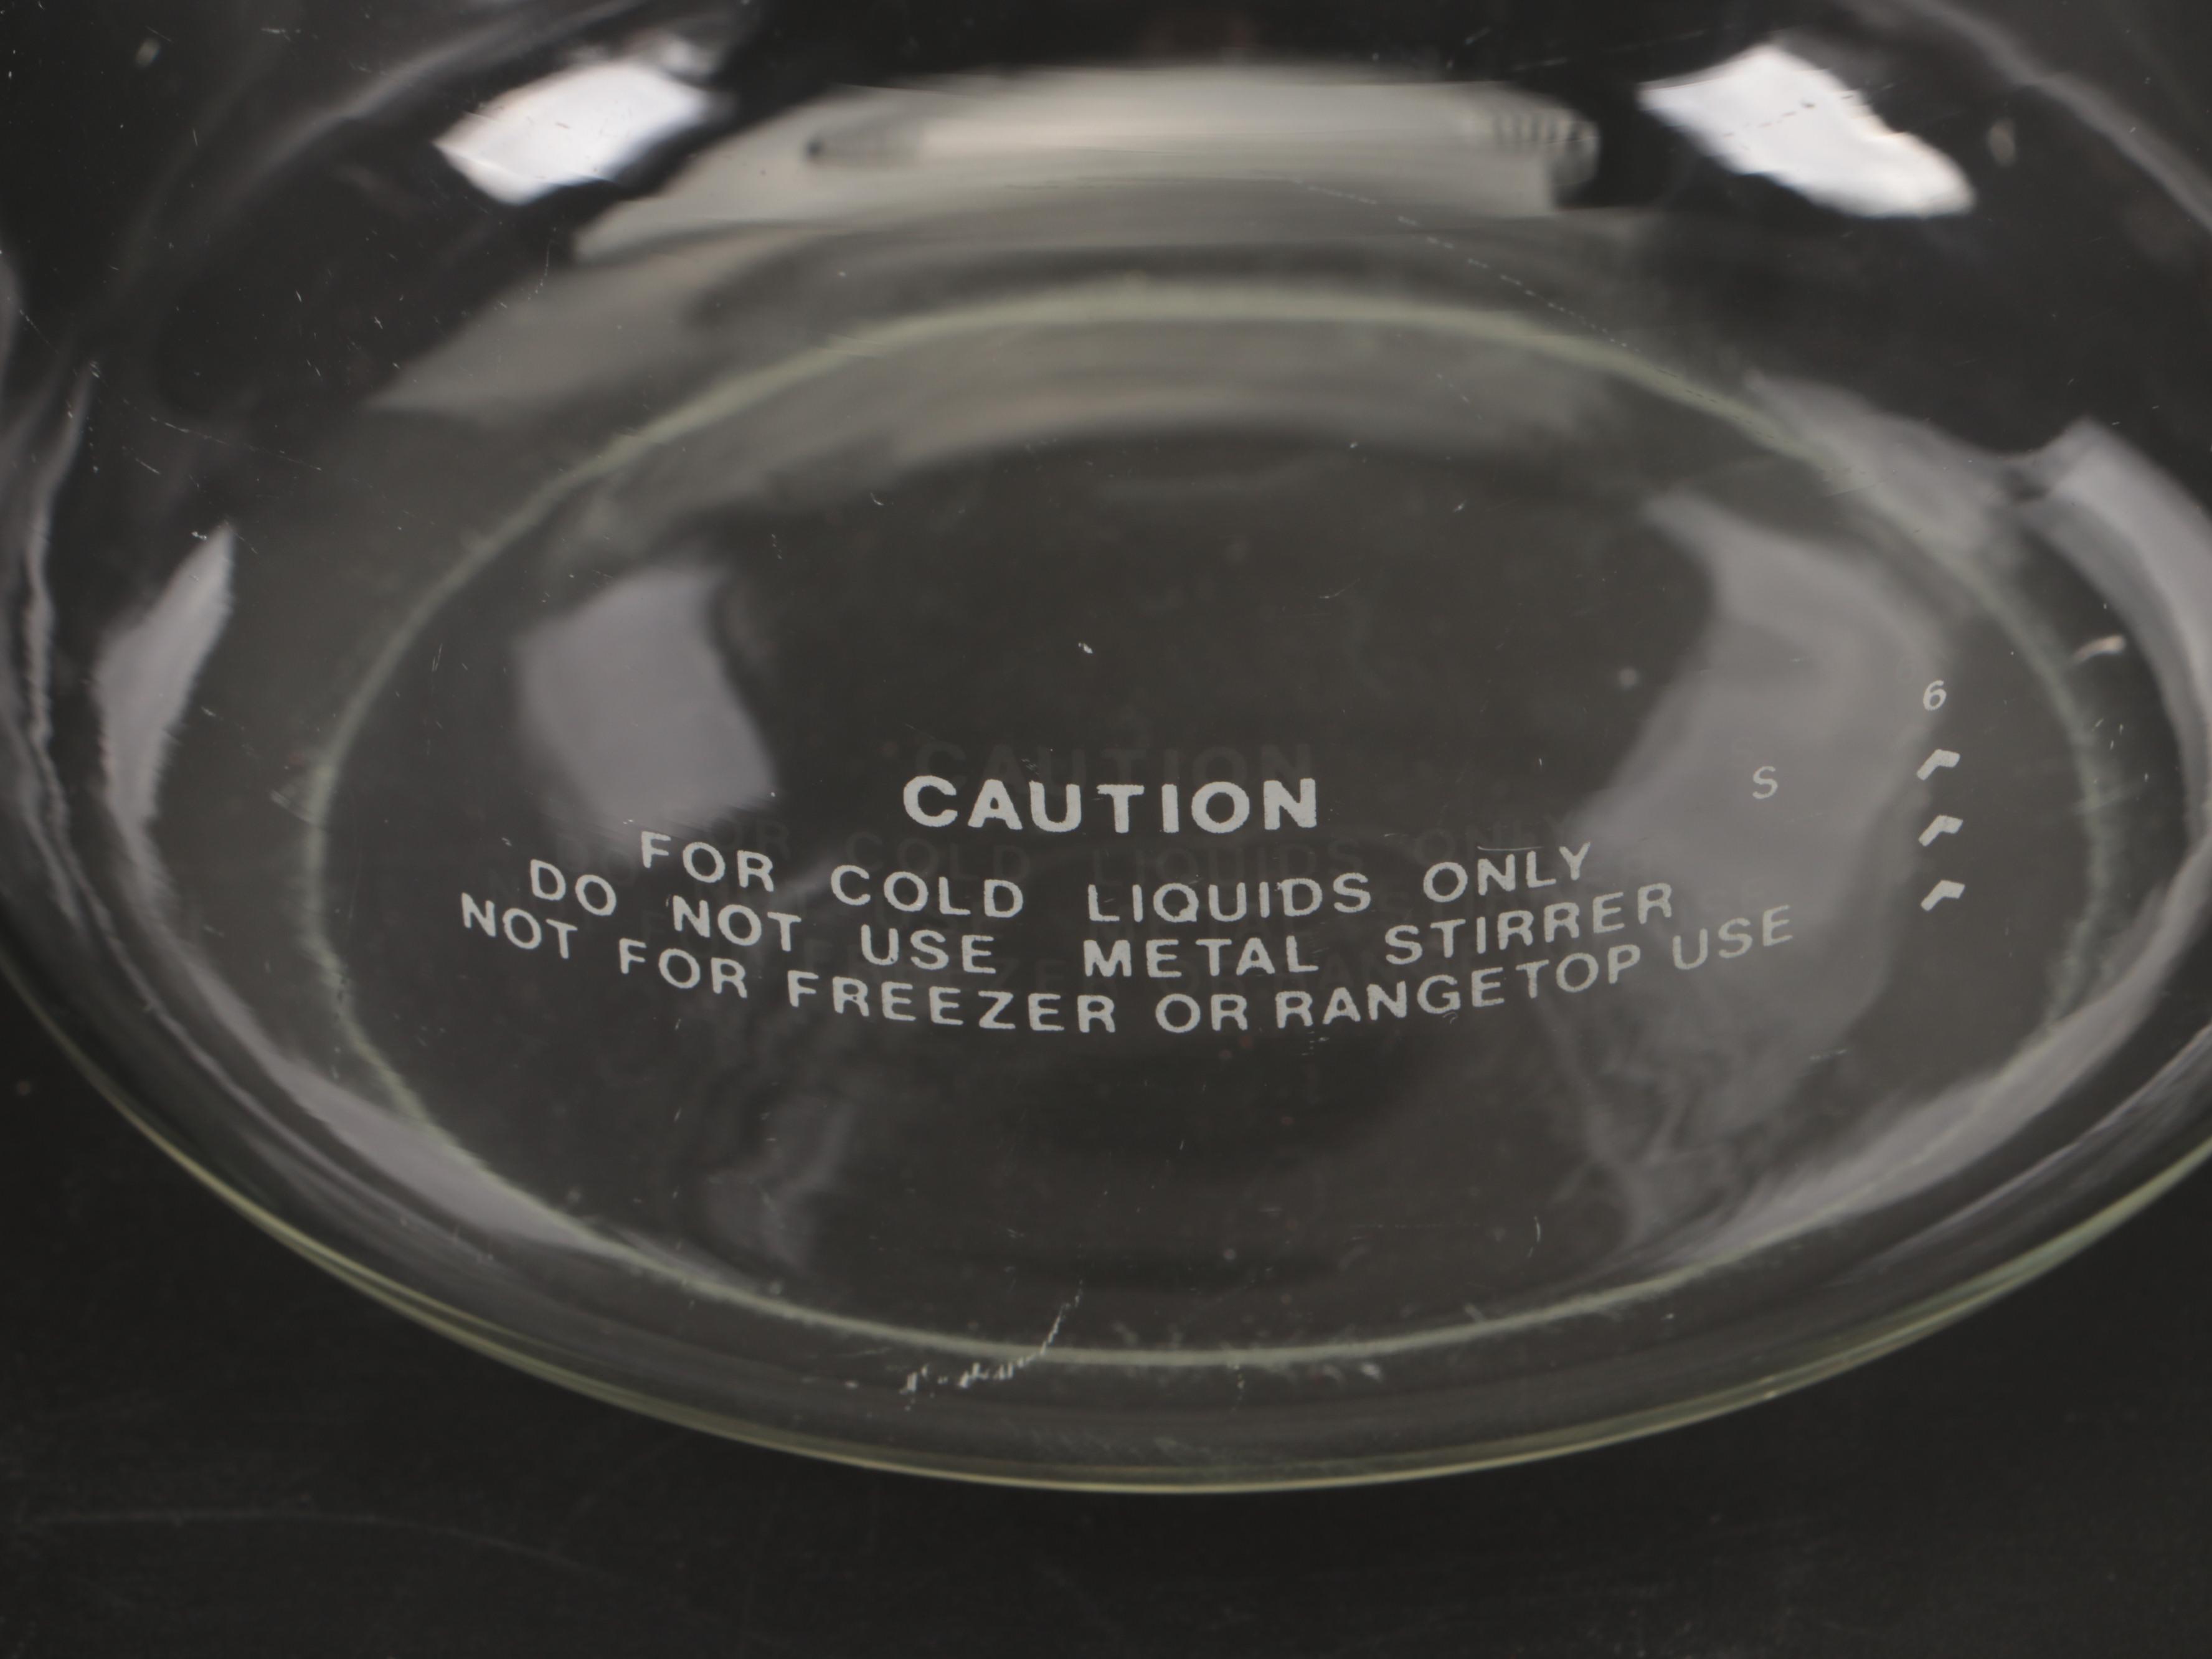 6
S
CAUTION
FOR COLD LIQUIDS ONLY
DO NOT USE METAL STIRRER
NOT FOR FREEZER OR RANGETOP USE